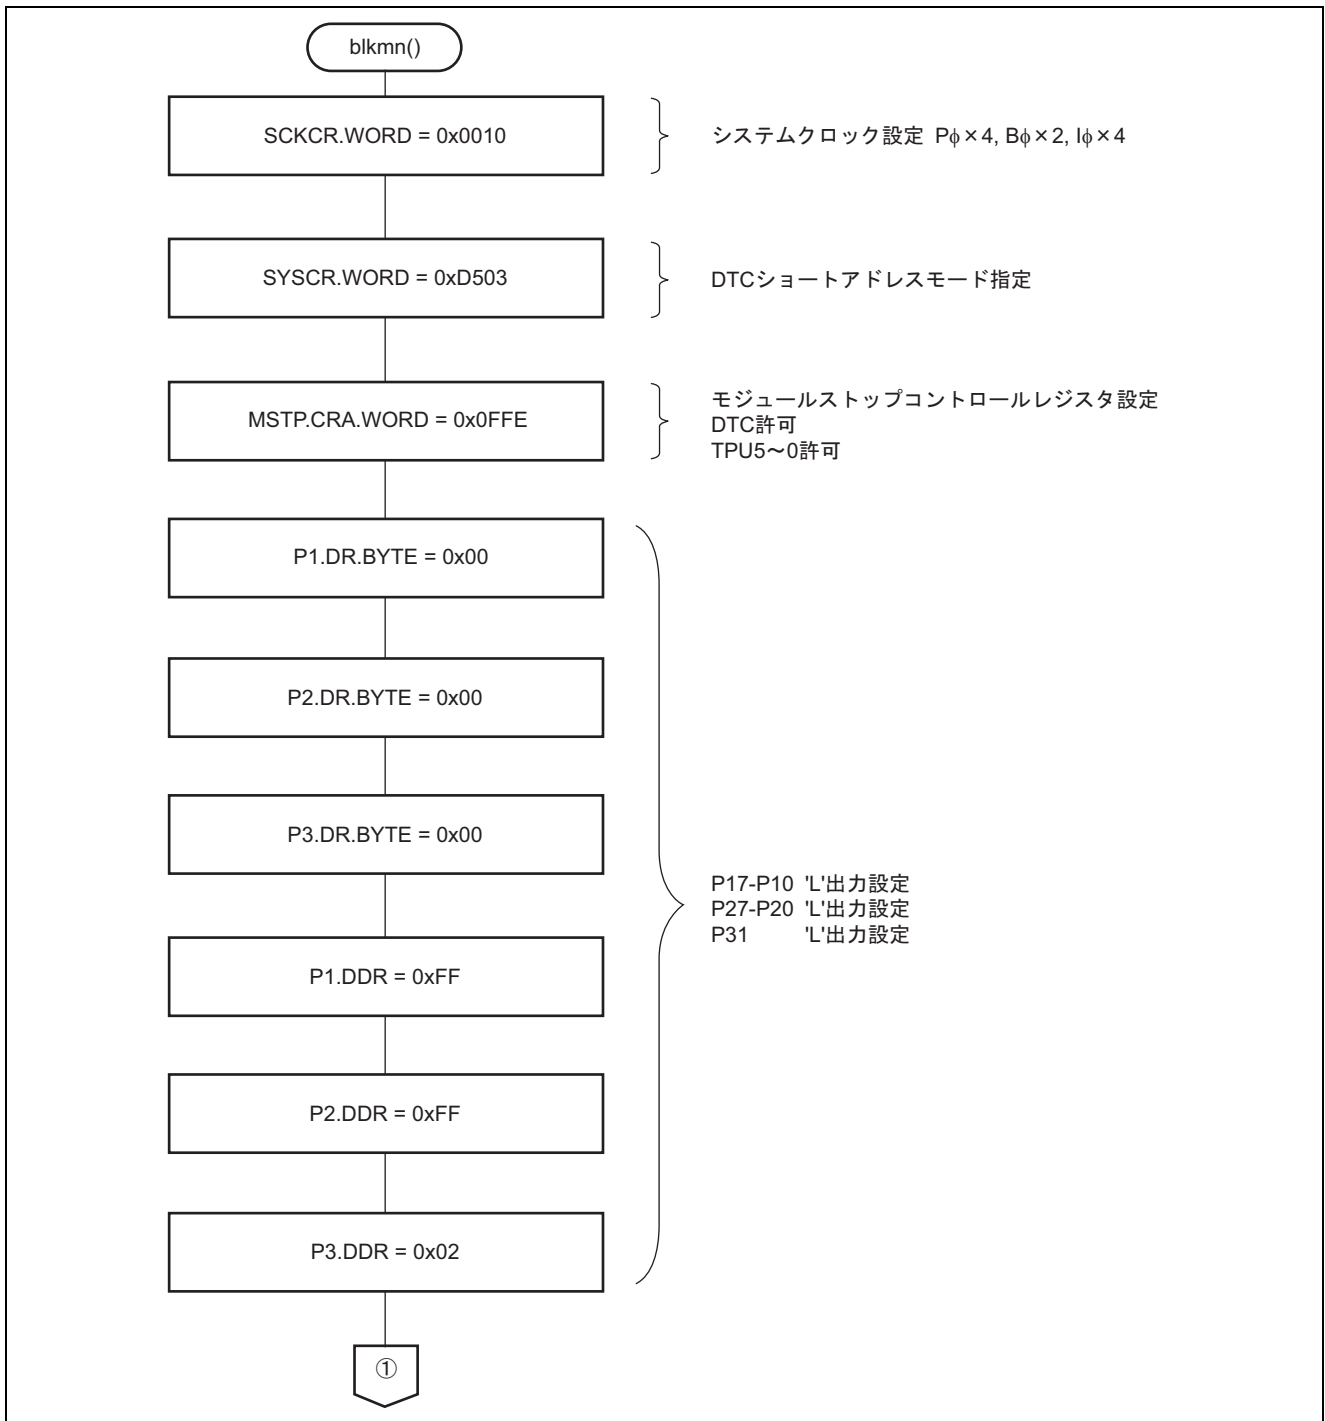 blkmn()
SCKCR.WORD = 0x0010
システムクロック設定 Pφ×4, Bφ×2, Iφ×4
SYSCR.WORD = 0xD503
DTCショートアドレスモード指定
MSTP.CRA.WORD = 0x0FFE
モジュールストップコントロールレジスタ設定
DTC許可
TPU5～0許可
P1.DR.BYTE = 0x00
P2.DR.BYTE = 0x00
P3.DR.BYTE = 0x00
P17-P10 'L'出力設定
P27-P20 'L'出力設定
P31 'L'出力設定
P1.DDR = 0xFF
P2.DDR = 0xFF
P3.DDR = 0x02
①